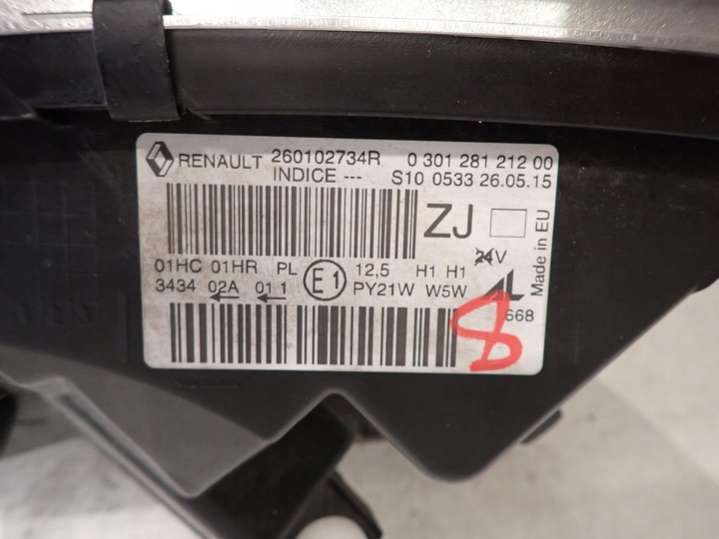 RENAULT 260102734R 0 301 281 212 00
INDICE --- S10 0533 26.05.15
ZJ
Made in EU
01HC 01HR PL E1 12,5 H1 H1 24V
3434 02A 01 1 PY21W W5W AL
668
8